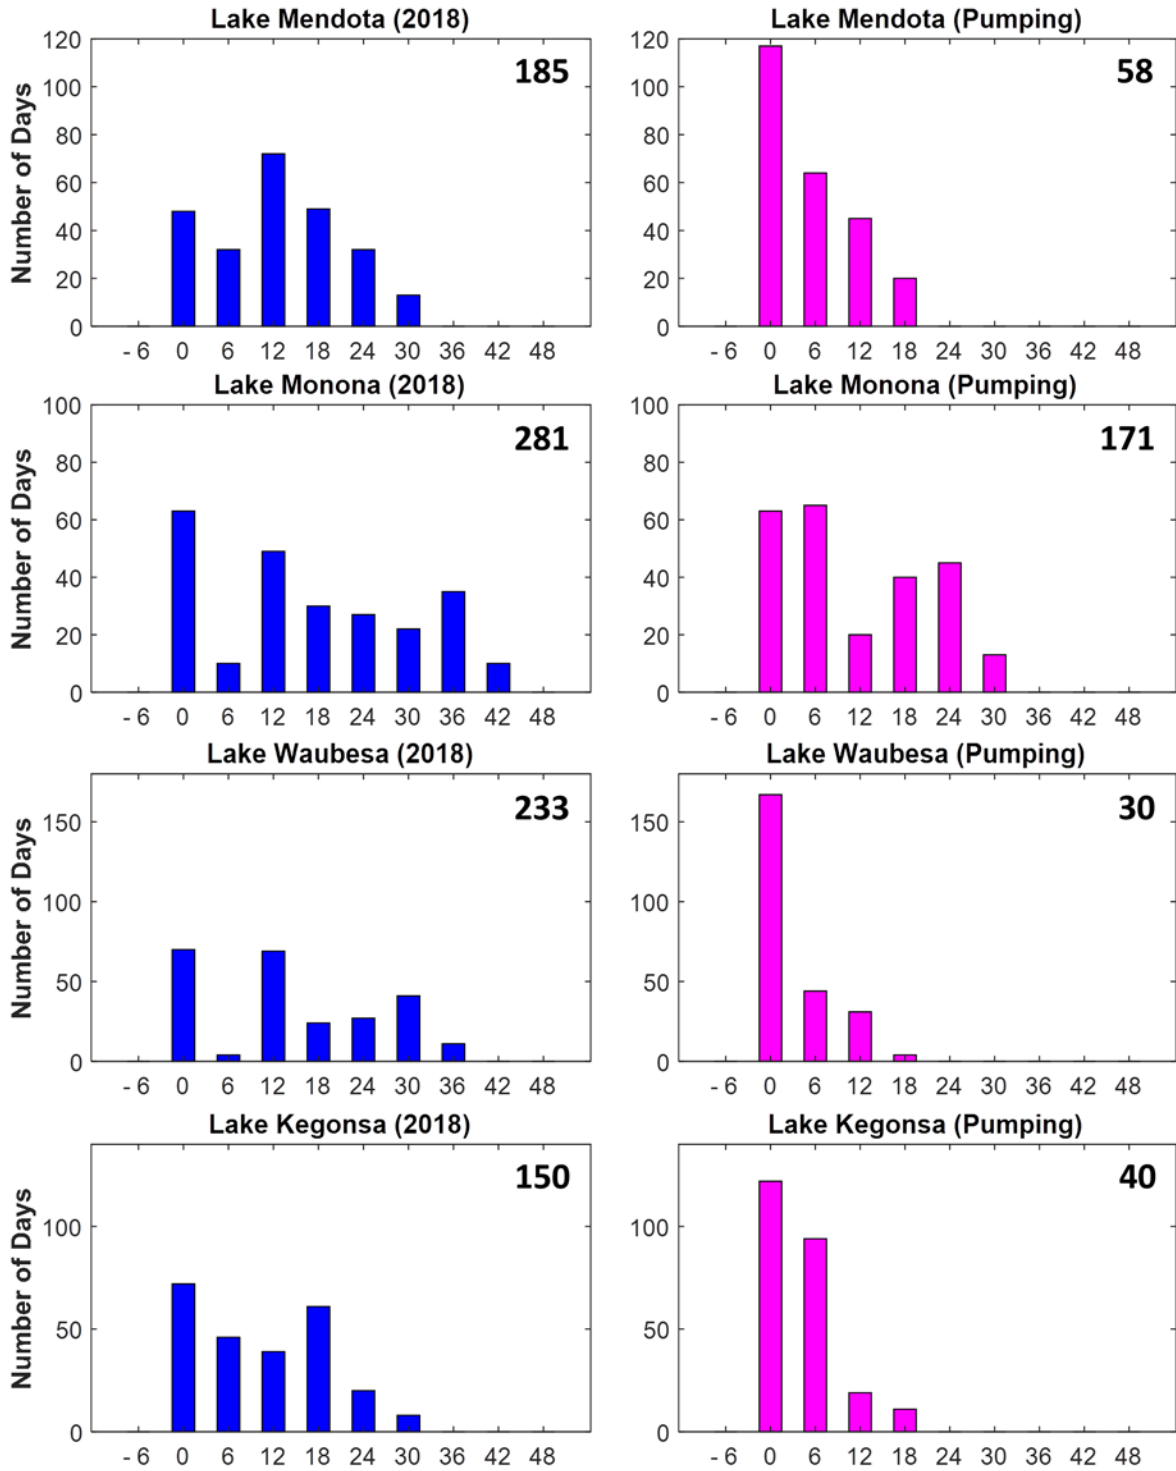 Lake Mendota (2018)
Number of Days
120
100
80
60
40
20
0
185
- 6 0 6 12 18 24 30 36 42 48
Lake Mendota (Pumping)
120
100
80
60
40
20
0
58
- 6 0 6 12 18 24 30 36 42 48
Lake Monona (2018)
Number of Days
100
80
60
40
20
0
281
- 6 0 6 12 18 24 30 36 42 48
Lake Monona (Pumping)
100
80
60
40
20
0
171
- 6 0 6 12 18 24 30 36 42 48
Lake Waubesa (2018)
Number of Days
150
100
50
0
233
- 6 0 6 12 18 24 30 36 42 48
Lake Waubesa (Pumping)
150
100
50
0
30
- 6 0 6 12 18 24 30 36 42 48
Lake Kegonsa (2018)
Number of Days
100
50
0
150
- 6 0 6 12 18 24 30 36 42 48
Lake Kegonsa (Pumping)
100
50
0
40
- 6 0 6 12 18 24 30 36 42 48